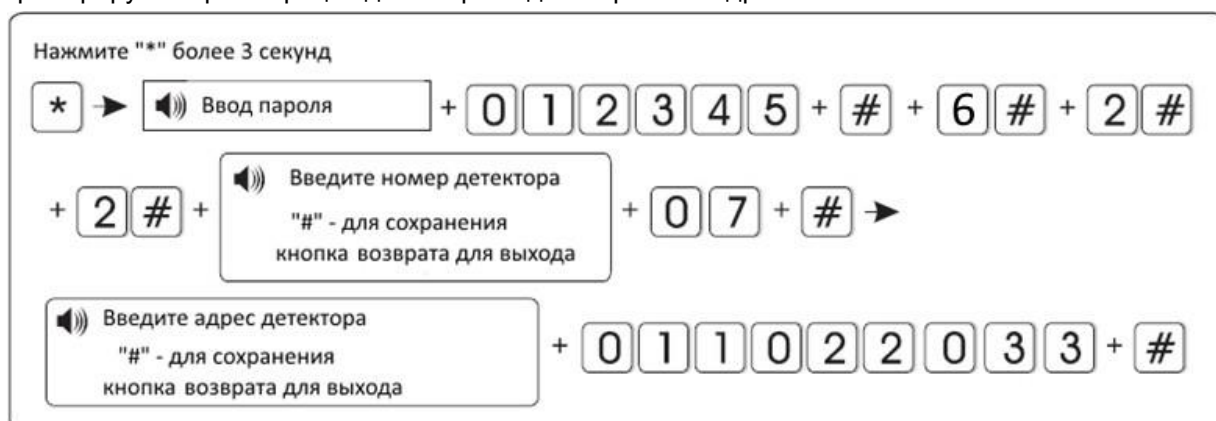 Нажмите "*" более 3 секунд
* Ввод пароля + 0 1 2 3 4 5 + # + 6 # + 2 #
+ 2 # + Введите номер детектора + 0 7 + #
"#" - для сохранения
кнопка возврата для выхода
Введите адрес детектора + 0 1 1 0 2 2 0 3 3 + #
"#" - для сохранения
кнопка возврата для выхода